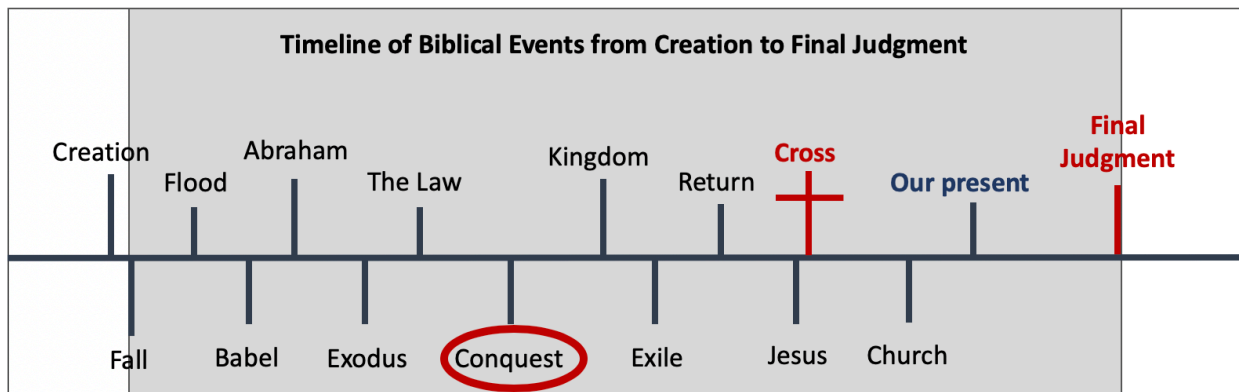 Timeline of Biblical Events from Creation to Final Judgment
Creation
Flood
Abraham
The Law
Kingdom
Return
Cross
Our present
Final
Judgment
Fall
Babel
Exodus
Conquest
Exile
Jesus
Church